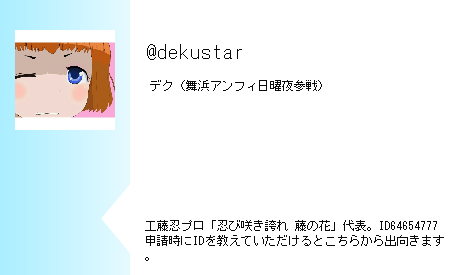 @dekustar
デク（舞浜アンフィ日曜夜参戦）
工藤忍プロ「忍び咲き誇れ 藤の花」代表。ID64654777
申請時にIDを教えていただけるとこちらから出向きます
。